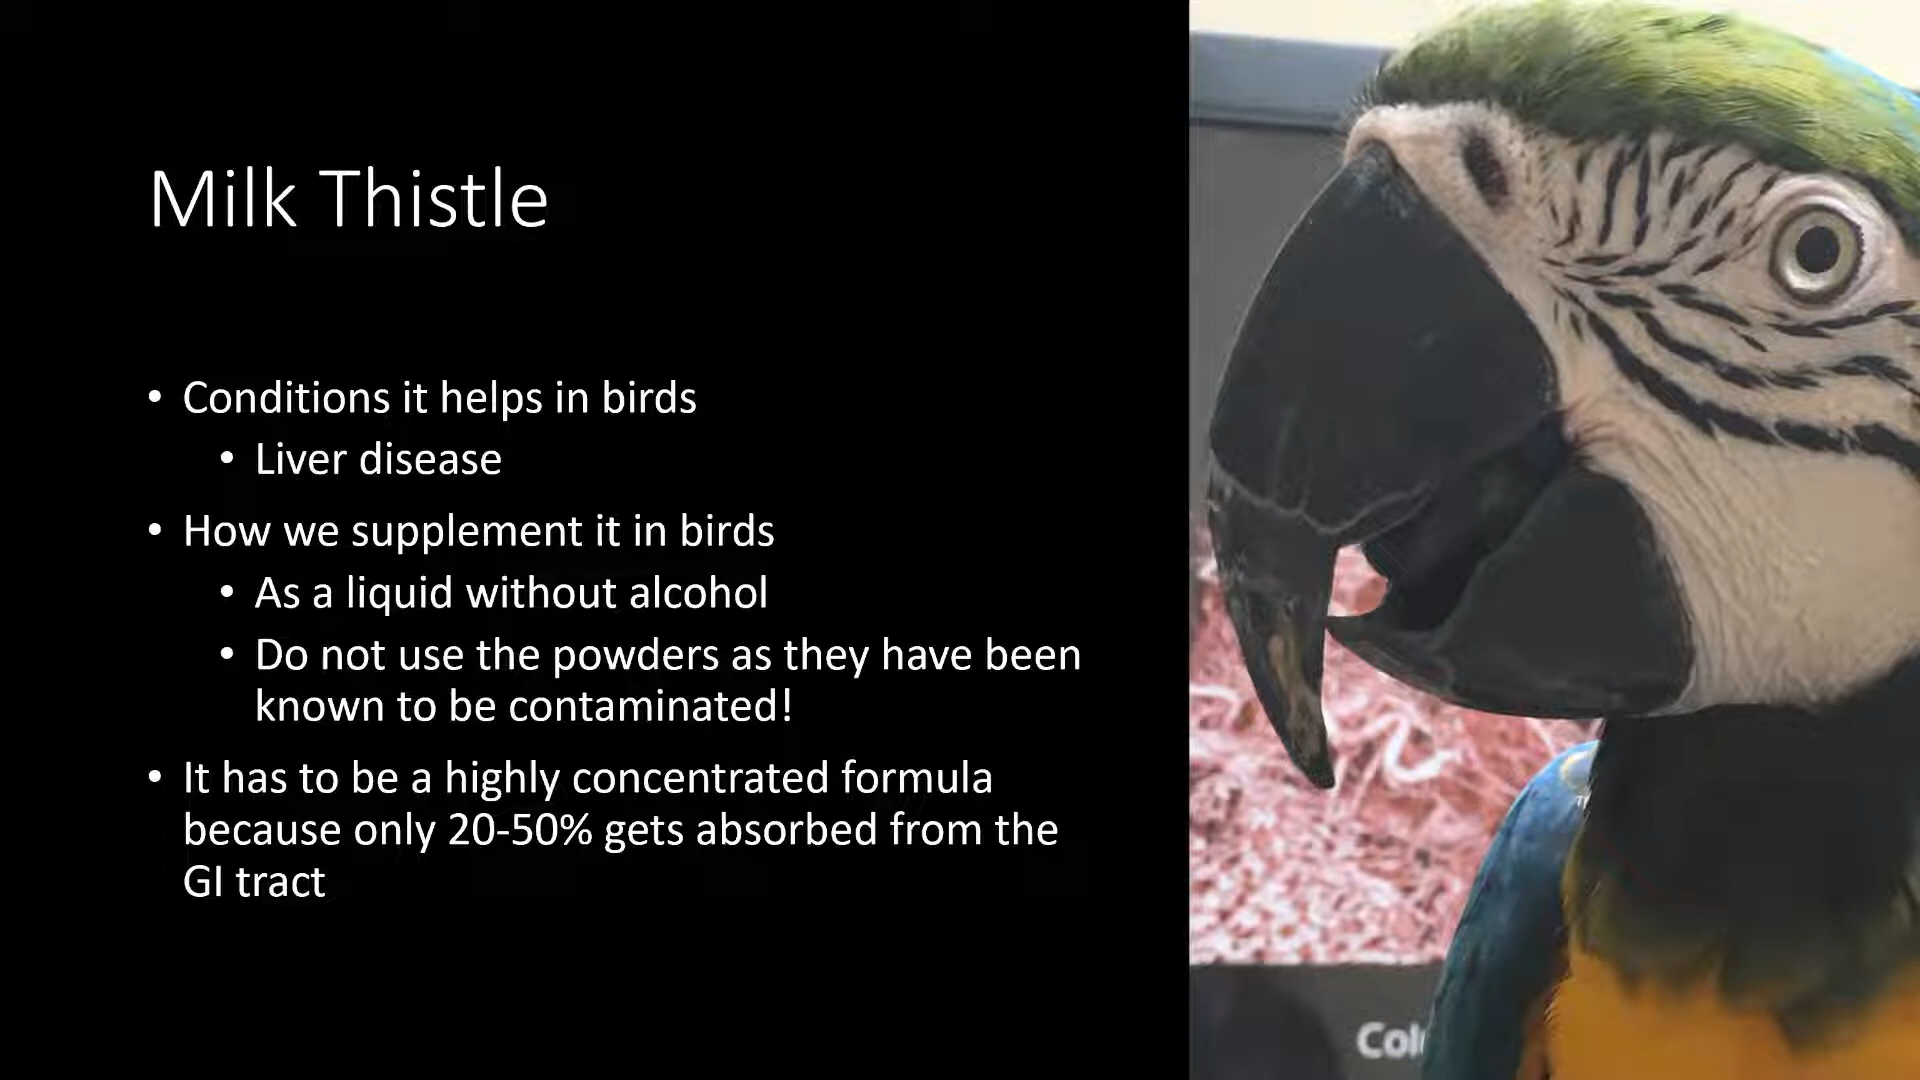 Milk Thistle
• Conditions it helps in birds
• Liver disease
• How we supplement it in birds
• As a liquid without alcohol
• Do not use the powders as they have been
known to be contaminated!
• It has to be a highly concentrated formula
because only 20-50% gets absorbed from the
GI tract